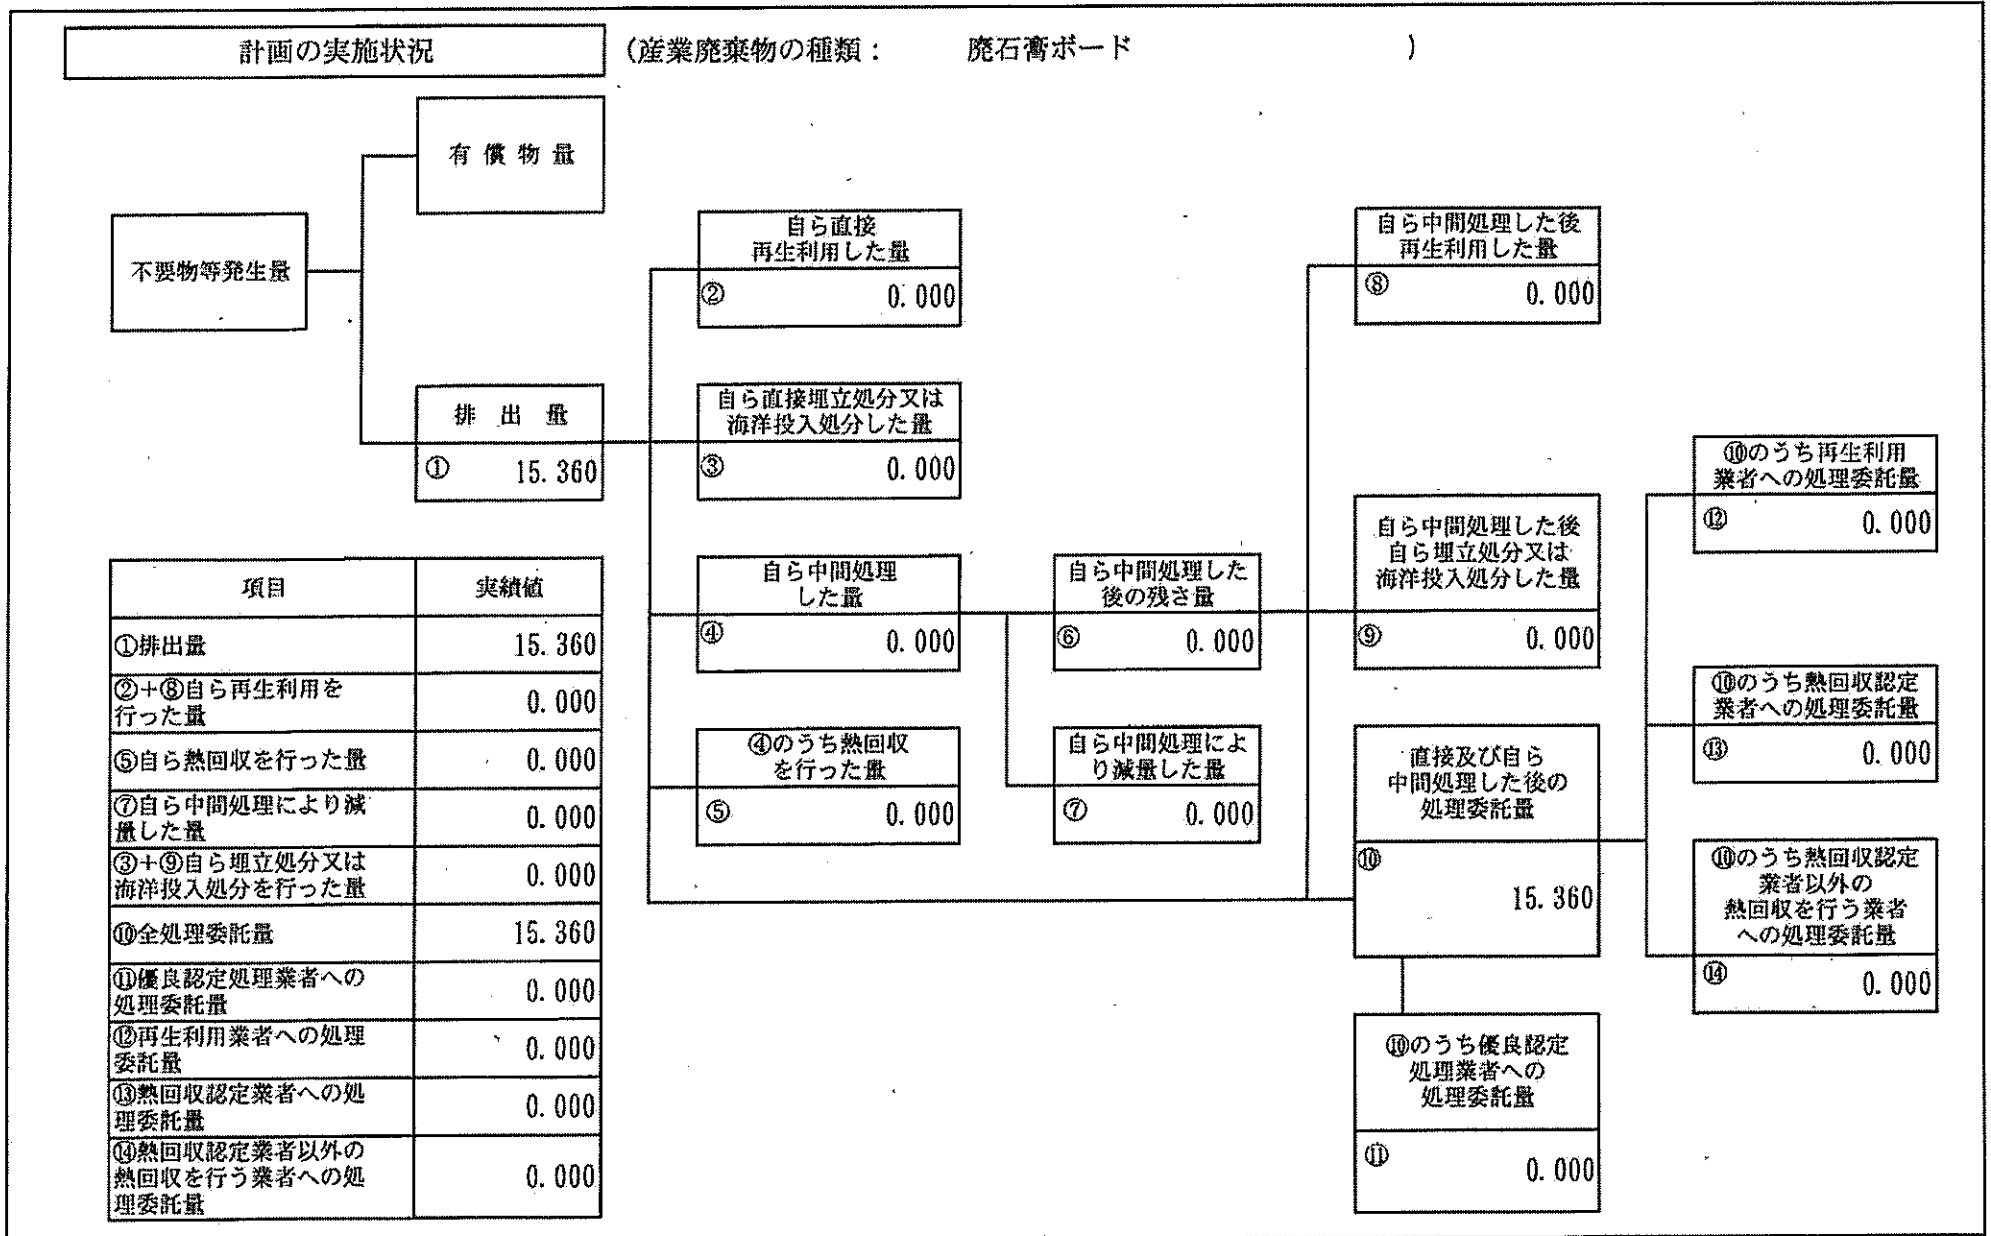 計画の実施状況
(産業廃棄物の種類: 廃石膏ボード )
有償物量
不要物等発生量
排出量
① 15.360
自ら直接
再生利用した量
② 0.000
自ら直接埋立処分又は
海洋投入処分した量
③ 0.000
自ら中間処理
した量
④ 0.000
④のうち熱回収
を行った量
⑤ 0.000
自ら中間処理した
後の残さ量
⑥ 0.000
自ら中間処理によ
り減量した量
⑦ 0.000
自ら中間処理した後
再生利用した量
⑧ 0.000
自ら中間処理した後
自ら埋立処分又は
海洋投入処分した量
⑨ 0.000
直接及び自ら
中間処理した後の
処理委託量
⑩
15.360
⑩のうち優良認定
処理業者への
処理委託量
⑪ 0.000
⑩のうち再生利用
業者への処理委託量
⑫ 0.000
⑩のうち熱回収認定
業者への処理委託量
⑬ 0.000
⑩のうち熱回収認定
業者以外の
熱回収を行う業者
への処理委託量
⑭ 0.000
項目 実績値
①排出量 15.360
②+⑧自ら再生利用を
行った量 0.000
⑤自ら熱回収を行った量 0.000
⑦自ら中間処理により減
量した量 0.000
③+⑨自ら埋立処分又は
海洋投入処分を行った量 0.000
⑩全処理委託量 15.360
⑪優良認定処理業者への
処理委託量 0.000
⑫再生利用業者への処理
委託量 0.000
⑬熱回収認定業者への処
理委託量 0.000
⑭熱回収認定業者以外の
熱回収を行う業者への処
理委託量 0.000